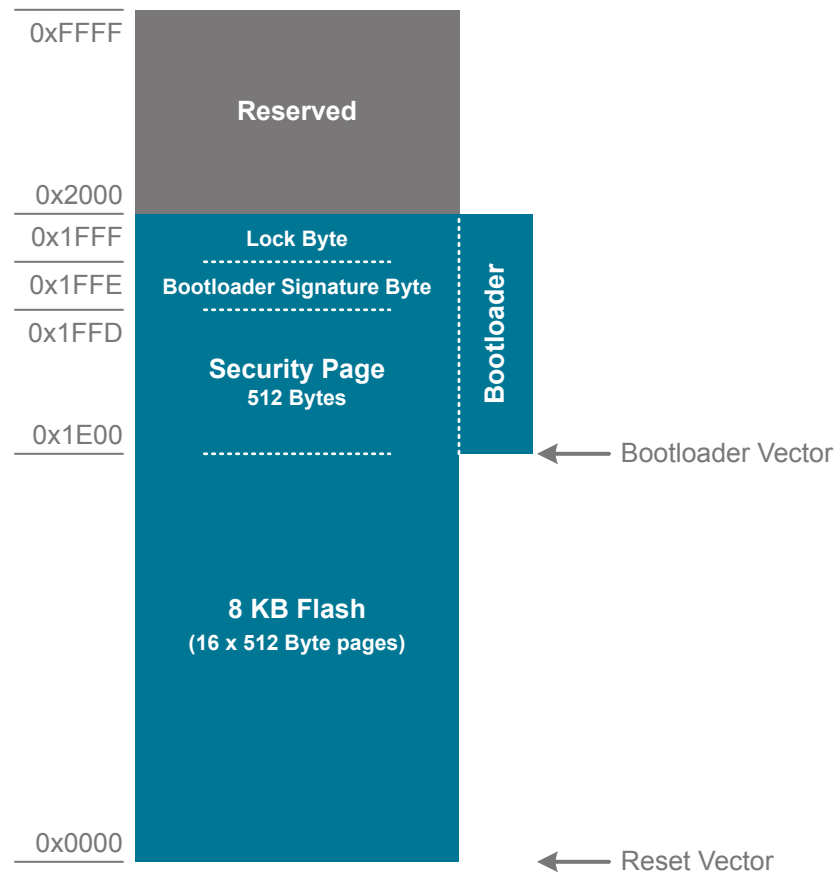 0xFFFF
Reserved
0x2000
0x1FFF
Lock Byte
0x1FFE
Bootloader Signature Byte
0x1FFD
Security Page
512 Bytes
Bootloader
0x1E00
Bootloader Vector
8 KB Flash
(16 x 512 Byte pages)
0x0000
Reset Vector